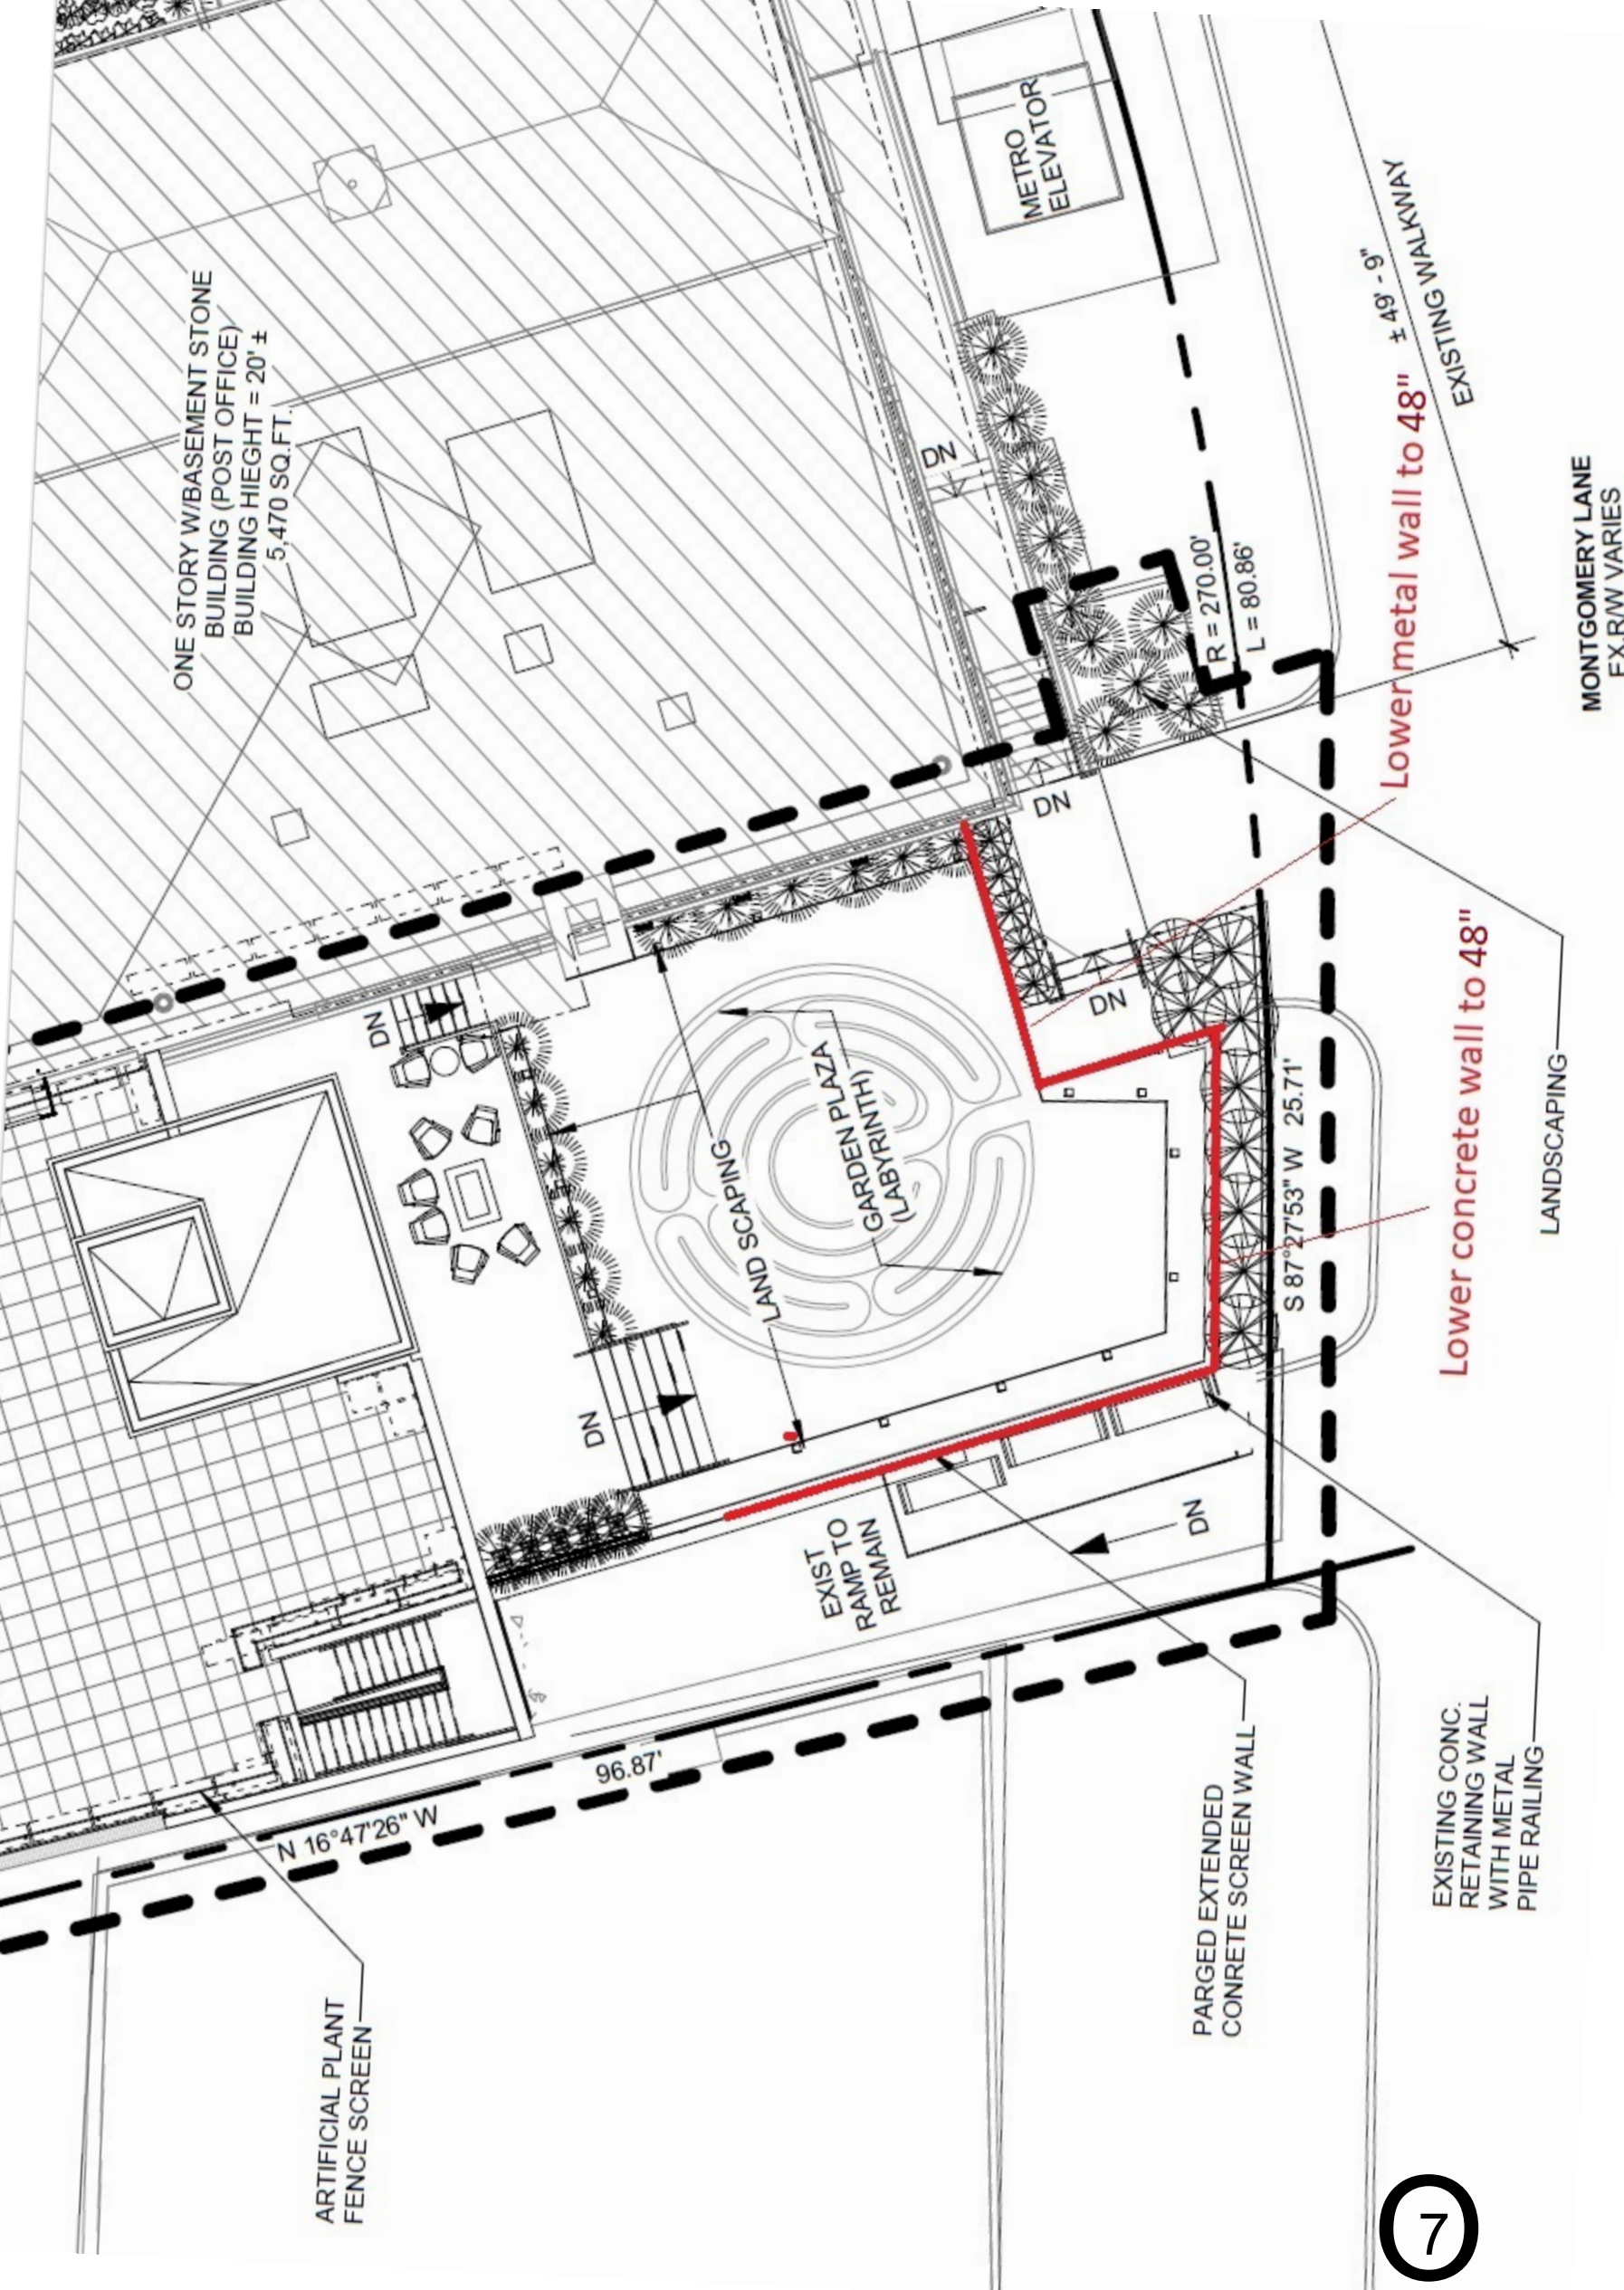 ONE STORY W/BASEMENT STONE
BUILDING (POST OFFICE)
BUILDING HIEGHT = 20' ±
5,470 SQ.FT.
METRO
ELEVATOR
± 49' - 9"
EXISTING WALKWAY
MONTGOMERY LANE
EX.R/W VARIES
Lower metal wall to 48"
R = 270.00'
L = 80.86'
DN
DN
DN
DN
DN
DN
LAND SCAPING
GARDEN PLAZA
(LABYRINTH)
S 87°27'53" W 25.71'
Lower concrete wall to 48"
LANDSCAPING
EXIST
RAMP TO
REMAIN
96.87'
N 16°47'26" W
ARTIFICIAL PLANT
FENCE SCREEN
PARGED EXTENDED
CONRETE SCREEN WALL
EXISTING CONC.
RETAINING WALL
WITH METAL
PIPE RAILING
7